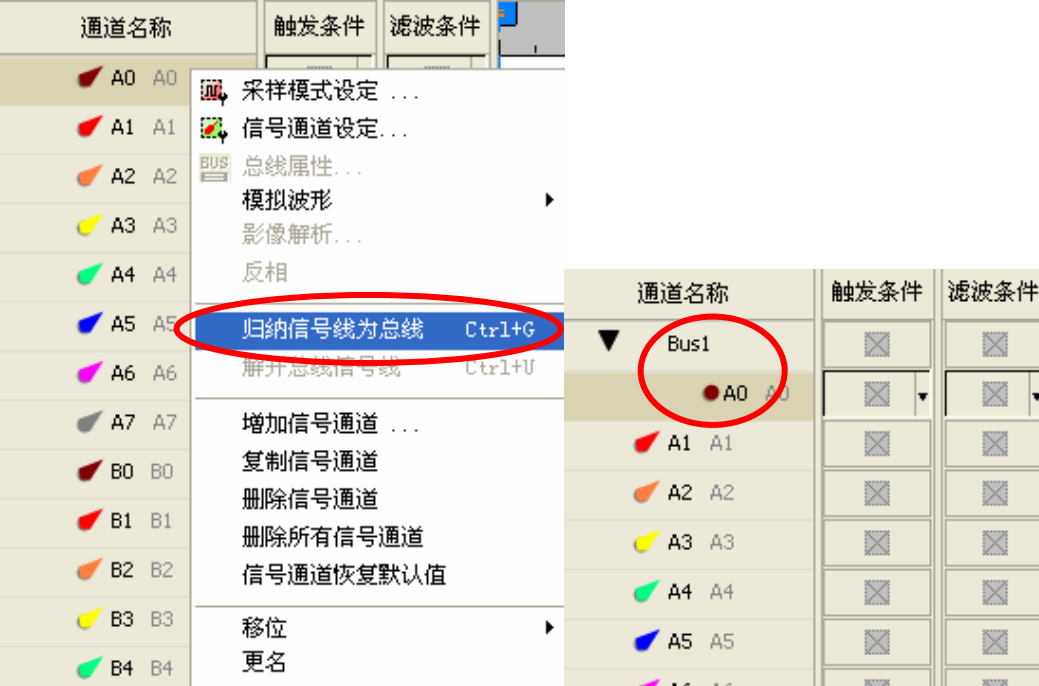 通道名称 触发条件 滤波条件
A0 A0
A1 A1
A2 A2
A3 A3
A4 A4
A5 A5
A6 A6
A7 A7
B0 B0
B1 B1
B2 B2
B3 B3
B4 B4
采样模式设定 ...
信号通道设定...
BUS 总线属性...
模拟波形
影像解析...
反相
归纳信号线为总线 Ctrl+G
解开总线信号线 Ctrl+U
增加信号通道 ...
复制信号通道
删除信号通道
删除所有信号通道
信号通道恢复默认值
移位
更名
通道名称 触发条件 滤波条件
Bus1
A0 A0
A1 A1
A2 A2
A3 A3
A4 A4
A5 A5